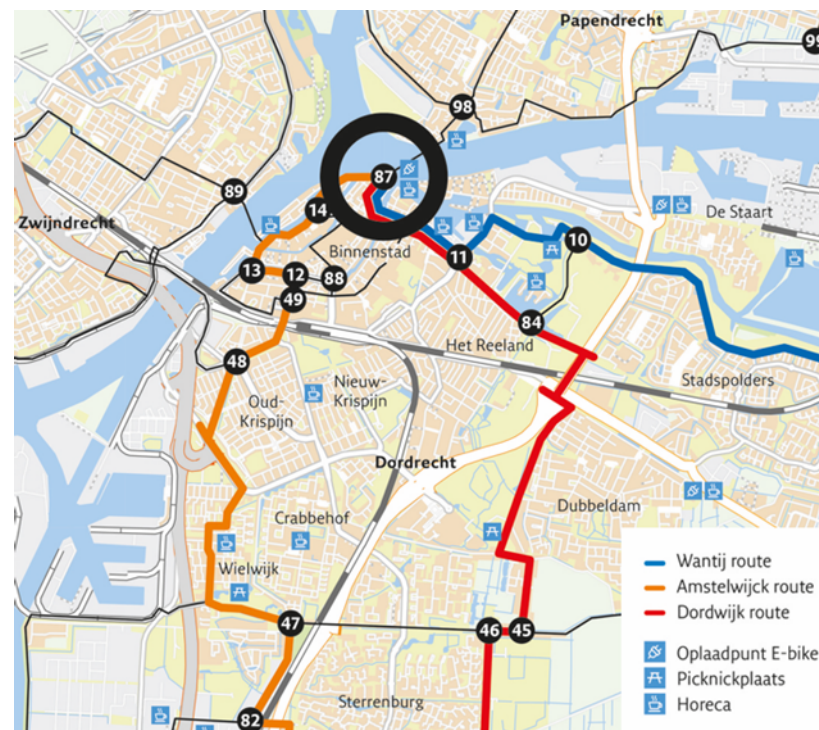 Papendrecht
99
98
87
89
Zwijndrecht
14
De Staart
10
Binnenstad
11
13
12
88
49
84
Het Reeland
48
Stadspolders
Nieuw-
Krispijn
Oud-
Krispijn
Dordrecht
Dubbeldam
Crabbehof
Wielwijk
47
46
45
Sterrenburg
82
Wantij route
Amstelwijck route
Dordwijk route
Oplaadpunt E-bike
Picknickplaats
Horeca